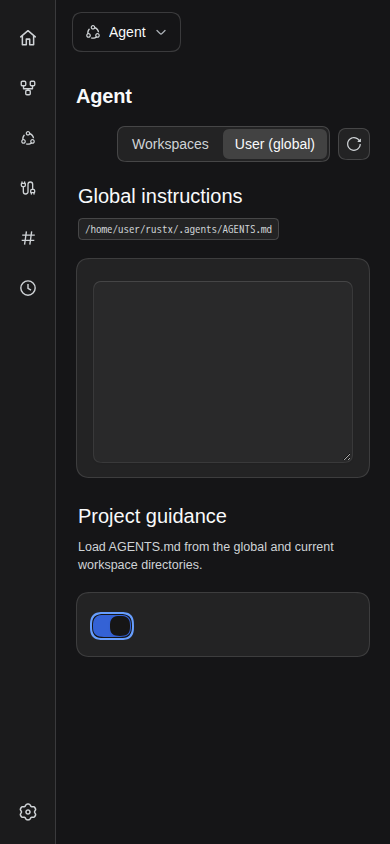 Agent
Agent
Workspaces User (global)
Global instructions
/home/user/rustx/.agents/AGENTS.md
Project guidance
Load AGENTS.md from the global and current
workspace directories.